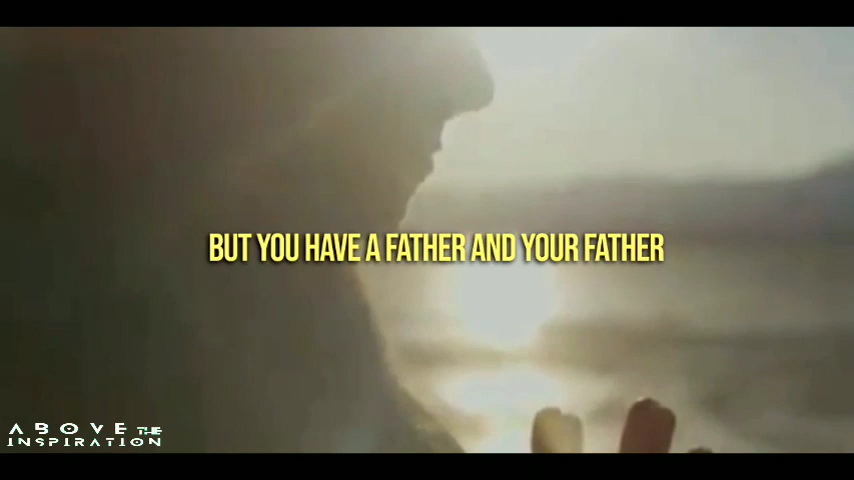 BUT YOU HAVE A FATHER AND YOUR FATHER
ABOVE THE
INSPIRATION